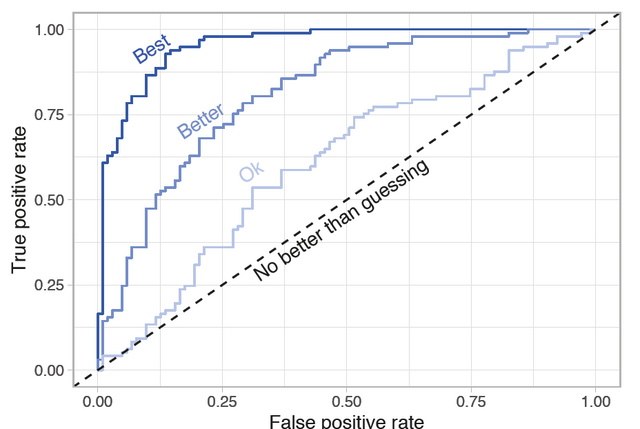 1.00
0.75
0.50
0.25
0.00
True positive rate
Best
Better
Ok
No better than guessing
0.00 0.25 0.50 0.75 1.00
False positive rate